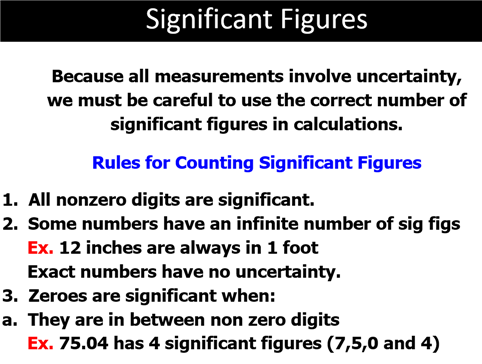 Significant Figures
Because all measurements involve uncertainty,
we must be careful to use the correct number of
significant figures in calculations.
Rules for Counting Significant Figures
1. All nonzero digits are significant.
2. Some numbers have an infinite number of sig figs
Ex. 12 inches are always in 1 foot
Exact numbers have no uncertainty.
3. Zeroes are significant when:
a. They are in between non zero digits
Ex. 75.04 has 4 significant figures (7,5,0 and 4)